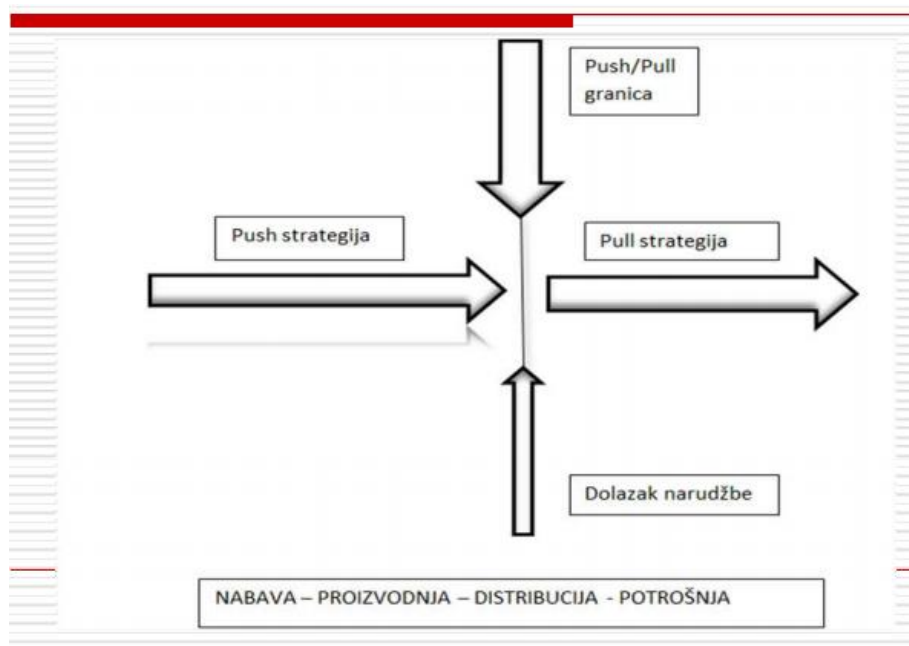 Push/Pull
granica
Push strategija
Pull strategija
Dolazak narudžbe
NABAVA – PROIZVODNJA – DISTRIBUCIJA - POTROŠNJA